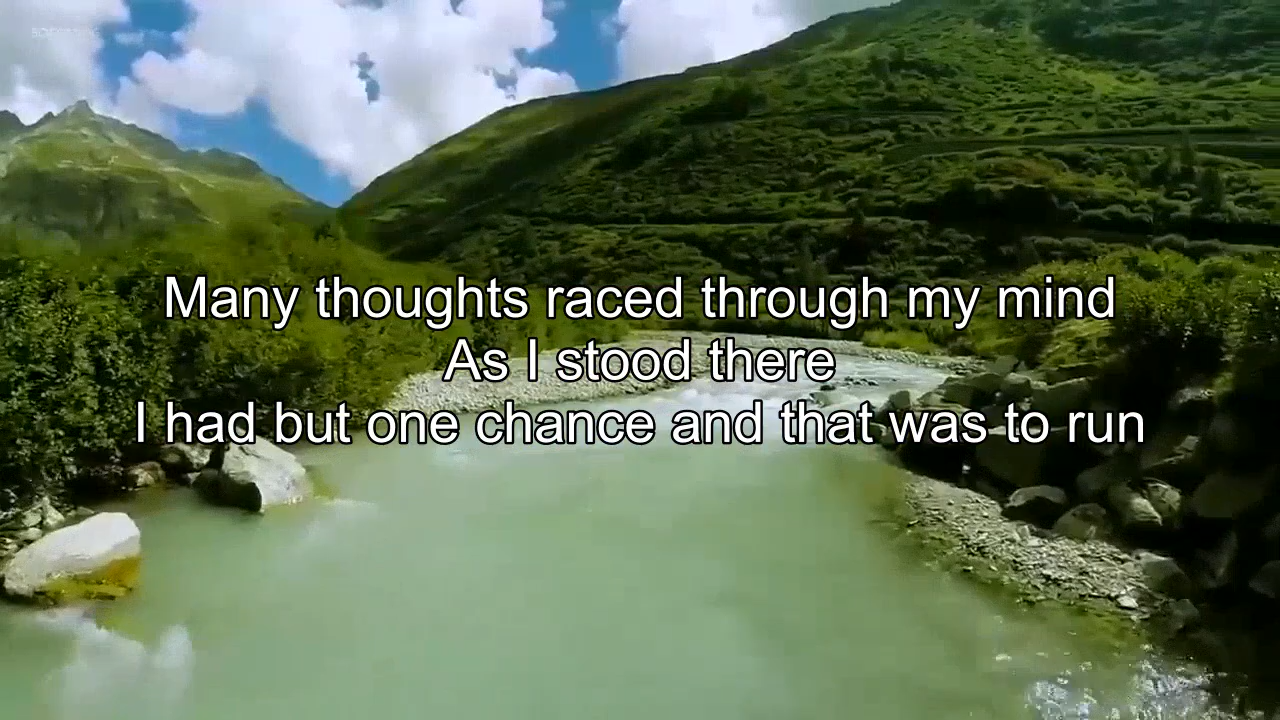 Many thoughts raced through my mind
As I stood there
I had but one chance and that was to run